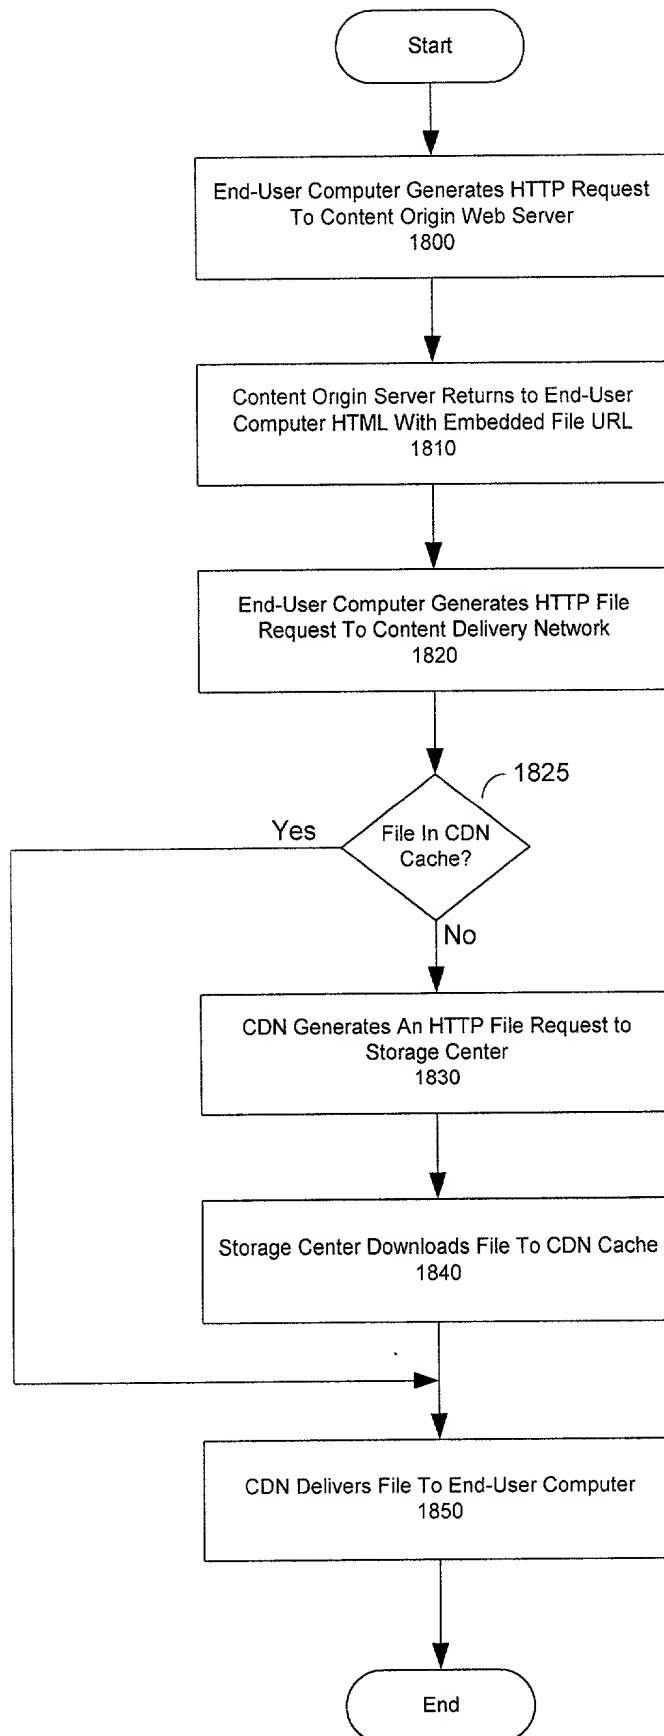 Start
End-User Computer Generates HTTP Request
To Content Origin Web Server
1800
Content Origin Server Returns to End-User
Computer HTML With Embedded File URL
1810
End-User Computer Generates HTTP File
Request To Content Delivery Network
1820
1825
Yes
File In CDN
Cache?
No
CDN Generates An HTTP File Request to
Storage Center
1830
Storage Center Downloads File To CDN Cache
1840
CDN Delivers File To End-User Computer
1850
End